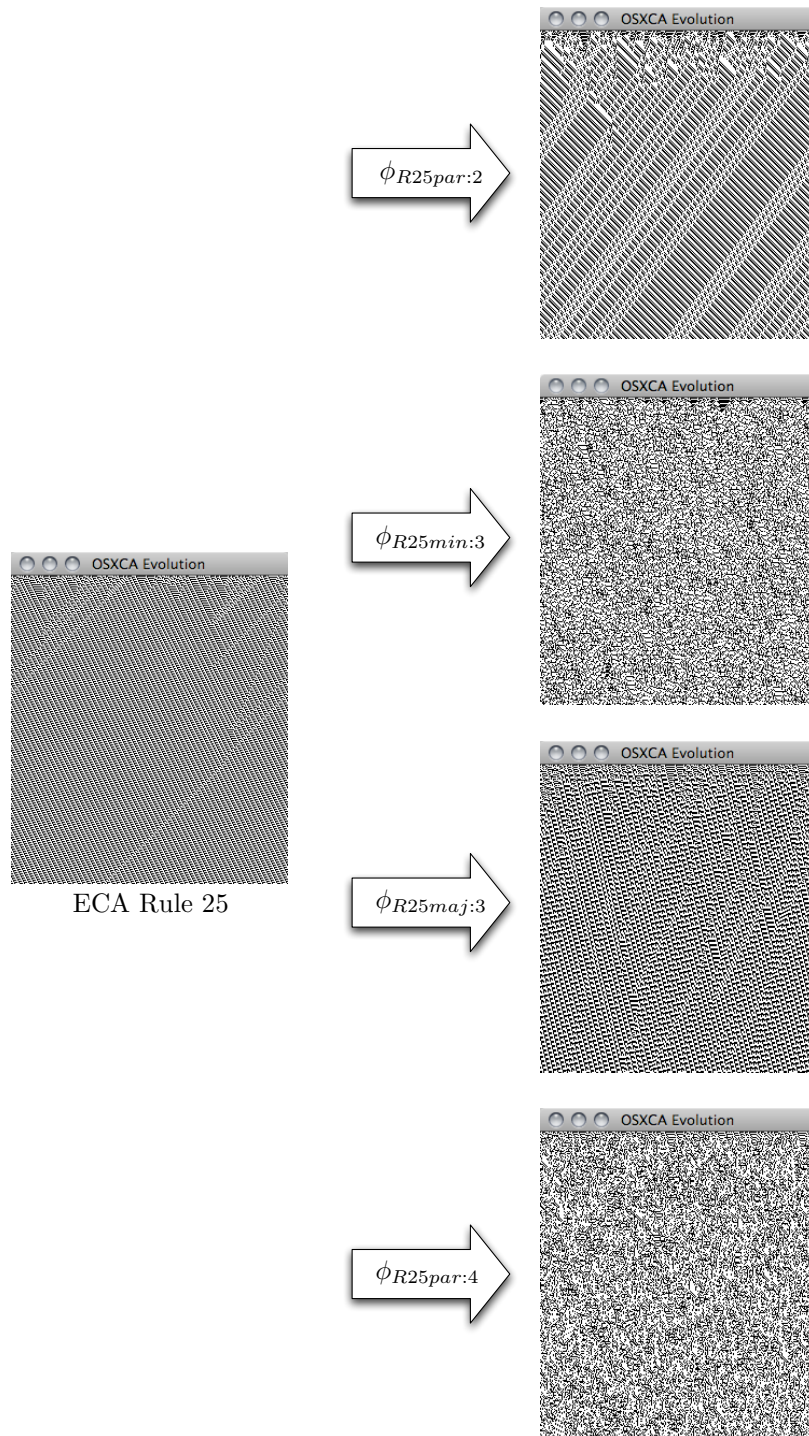 OSXCA Evolution
ϕR25par:2
OSXCA Evolution
ϕR25min:3
OSXCA Evolution
ECA Rule 25
OSXCA Evolution
ϕR25maj:3
OSXCA Evolution
ϕR25par:4